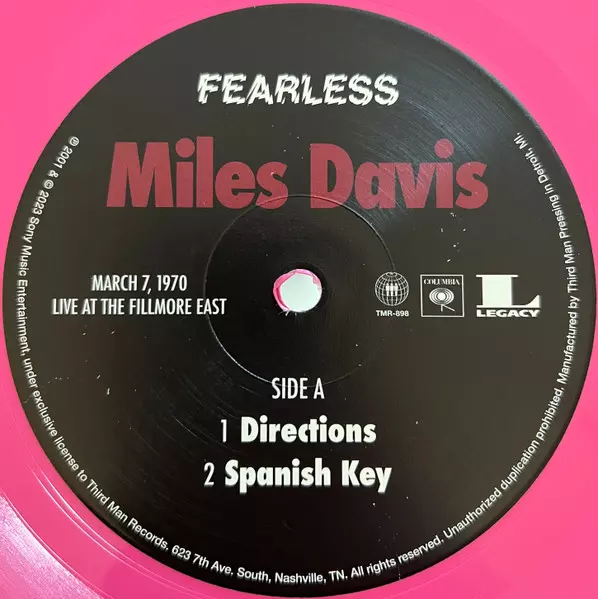 FEARLESS
Miles Davis
MARCH 7, 1970
LIVE AT THE FILLMORE EAST
TMR-898
COLUMBIA
L
LEGACY
SIDE A
1 Directions
2 Spanish Key
℗ 2001 & © 2023 Sony Music Entertainment, under exclusive license to Third Man Records. 623 7th Ave. South, Nashville, TN. All rights reserved. Unauthorized duplication prohibited. Manufactured by Third Man Pressing in Detroit, MI.